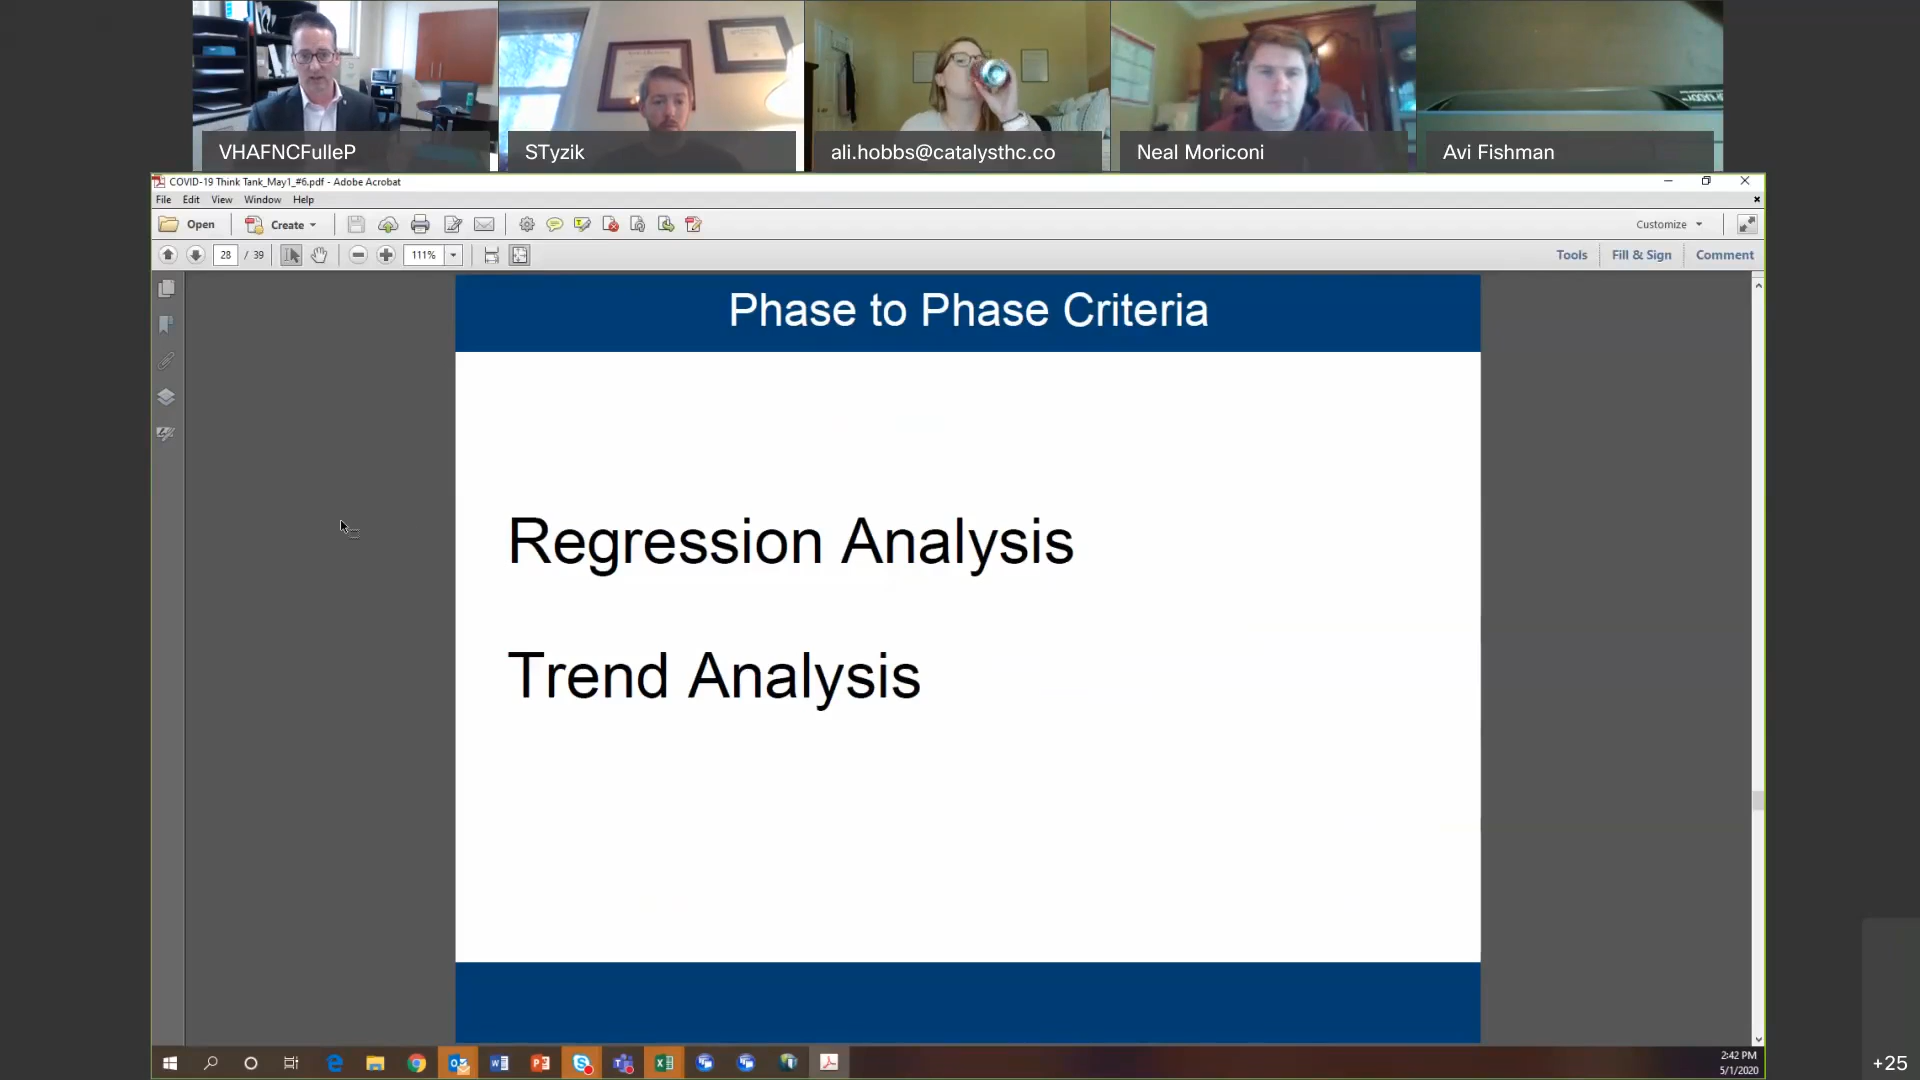 VHAFNCFulleP
STyzik
ali.hobbs@catalysthc.co
Neal Moriconi
Avi Fishman
COVID-19 Think Tank_May1_#6.pdf - Adobe Acrobat
File Edit View Window Help
Open Create Customize
28 / 39 111% Tools Fill & Sign Comment
Phase to Phase Criteria
Regression Analysis
Trend Analysis
2:42 PM
5/1/2020
+25